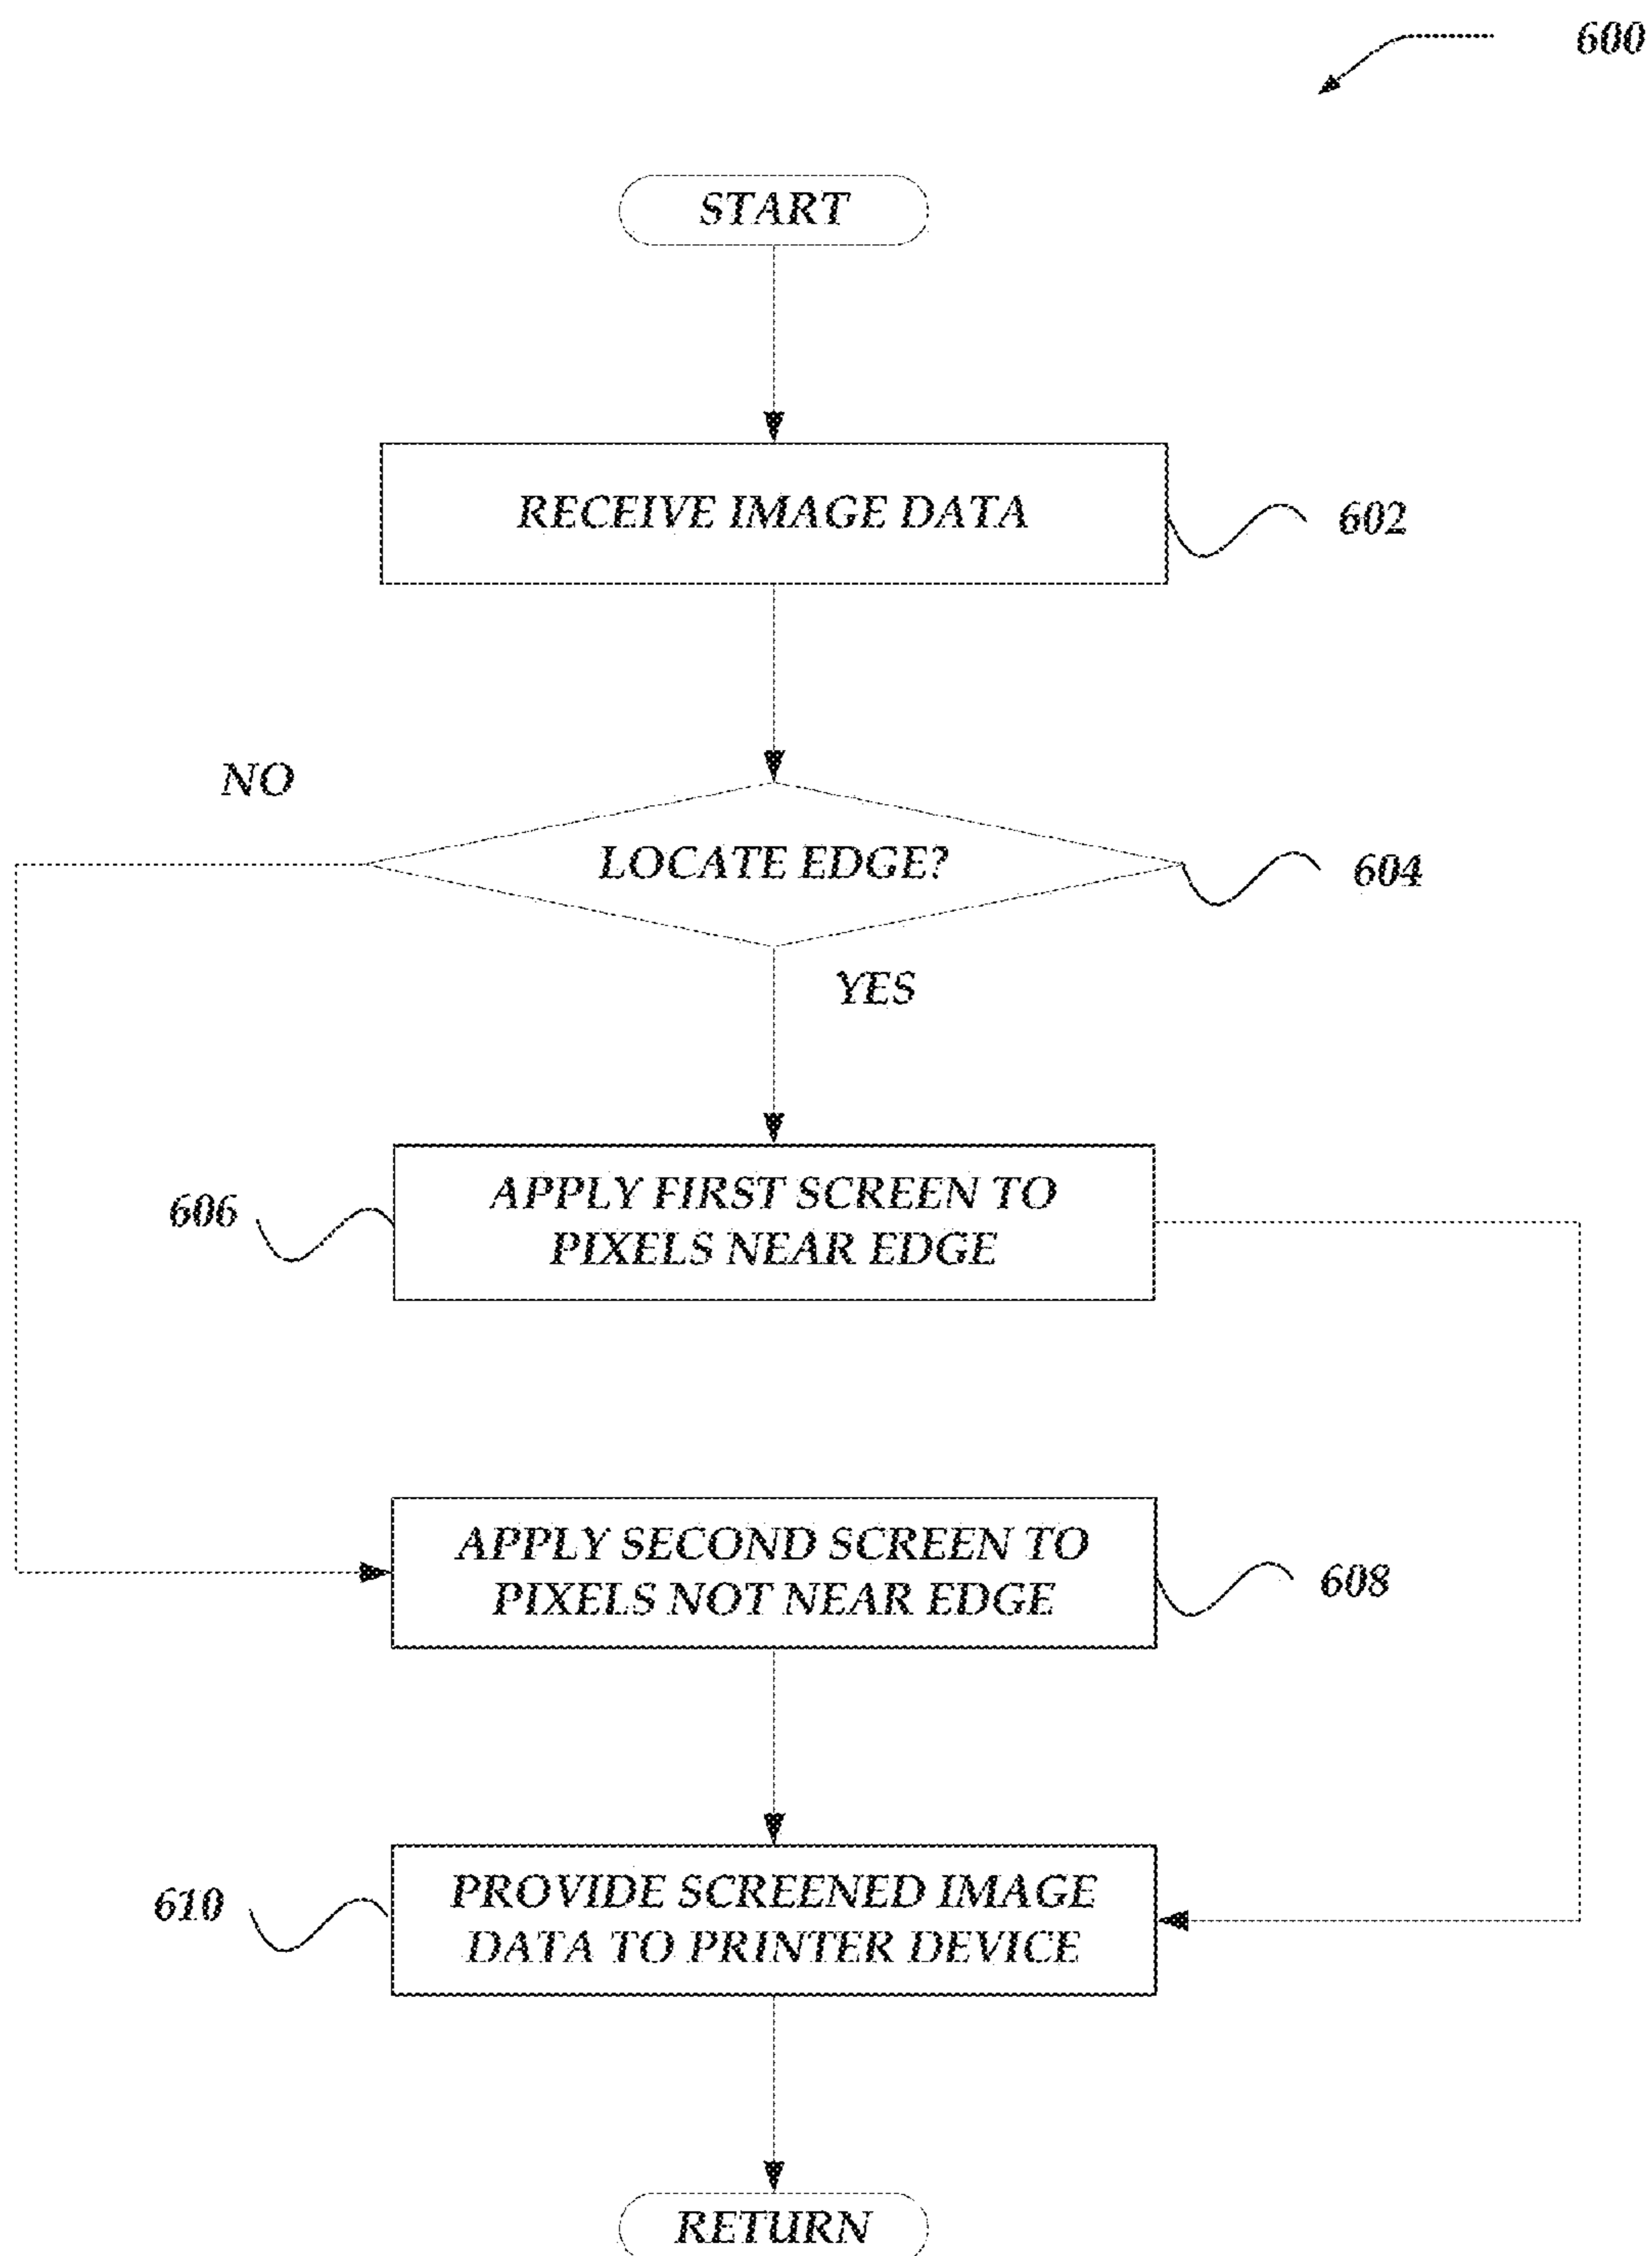 600
START
RECEIVE IMAGE DATA
602
NO
LOCATE EDGE?
604
YES
606
APPLY FIRST SCREEN TO
PIXELS NEAR EDGE
APPLY SECOND SCREEN TO
PIXELS NOT NEAR EDGE
608
610
PROVIDE SCREENED IMAGE
DATA TO PRINTER DEVICE
RETURN